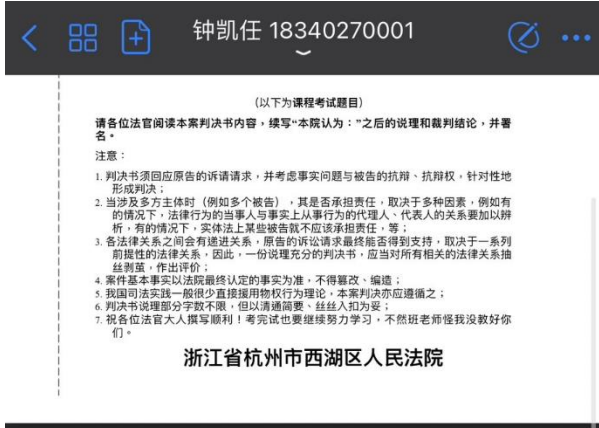 钟凯任 18340270001
（以下为课程考试题目）
请各位法官阅读本案判决书内容，续写“本院认为：”之后的说理和裁判结论，并署
名。
注意：
1. 判决书须回应原告的诉请请求，并考虑事实问题与被告的抗辩、抗辩权，针对性地
形成判决；
2. 当涉及多方主体时（例如多个被告），其是否承担责任，取决于多种因素，例如有
的情况下，法律行为的当事人与事实上从事行为的代理人、代表人的关系要加以辨
析，有的情况下，实体法上某些被告就不应该承担责任，等；
3. 各法律关系之间会有递进关系，原告的诉讼请求最终能否得到支持，取决于一系列
前提性的法律关系，因此，一份说理充分的判决书，应当对所有相关的法律关系抽
丝剥茧，作出评价；
4. 案件基本事实以法院最终认定的事实为准，不得篡改、编造；
5. 我国司法实践一般很少直接援用物权行为理论，本案判决亦应遵循之；
6. 判决书说理部分字数不限，但以清通简要、丝丝入扣为妥；
7. 祝各位法官大人撰写顺利！考完试也要继续努力学习，不然班老师怪我没教好你
们。
浙江省杭州市西湖区人民法院